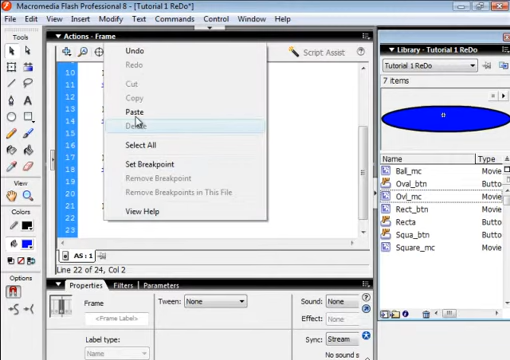 Macromedia Flash Professional 8 - [Tutorial 1 ReDo*]
File Edit View Insert Modify Text Commands Control Window Help
Tools
View
Colors
Options
Actions - Frame
Script Assist
10
11
12
13
14
15
16
17
18
19
20
21
22
23
Undo
Redo
Cut
Copy
Paste
Delete
Select All
Set Breakpoint
Remove Breakpoint
Remove Breakpoints in This File
View Help
AS : 1
Line 22 of 24, Col 2
Properties Filters Parameters
Frame
<Frame Label>
Label type:
Name
Tween: None
Sound: None
Effect:
Sync: Stream
No sound s
Library - Tutorial 1 ReDo
Tutorial 1 ReDo
7 items
Name Type
Ball_mc Movie
Oval_btn Butto
Ovl_mc Movie
Rect_btn Butto
Recta Movie
Squa_btn Butto
Square_mc Movie